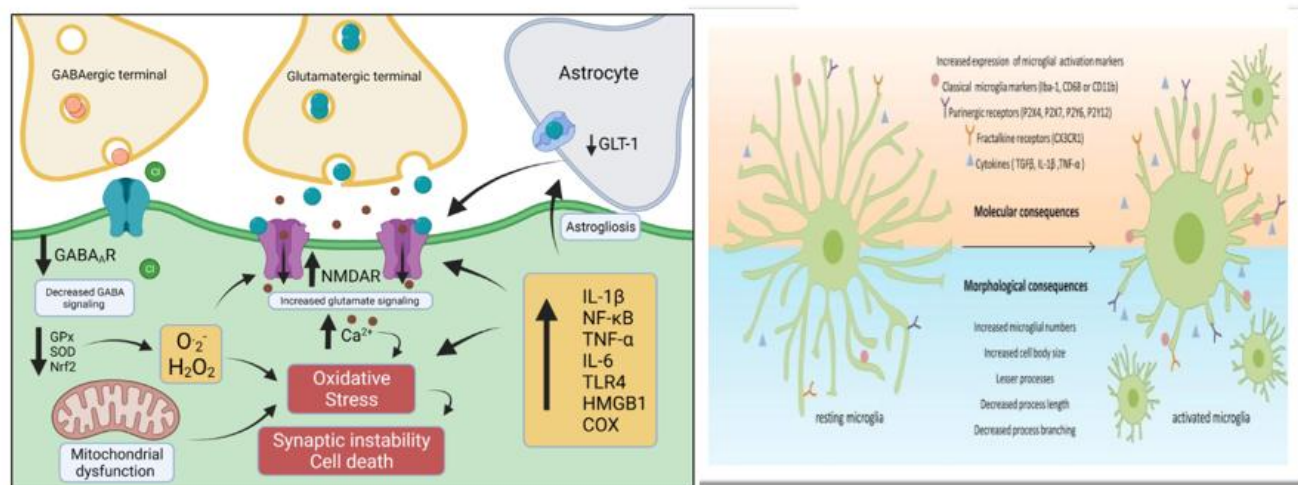 GABAergic terminal
Glutamatergic terminal
Astrocyte
GLT-1
Cl
Cl
GABAAR
Decreased GABA
signaling
NMDAR
Increased glutamate signaling
Ca2+
Astrogliosis
GPx
SOD
Nrf2
O·2-
H2O2
Mitochondrial
dysfunction
Oxidative
Stress
Synaptic instability
Cell death
IL-1β
NF-κB
TNF-α
IL-6
TLR4
HMGB1
COX
Increased expression of microglial activation markers
Classical microglia markers (Iba-1, CD68 or CD11b)
Purinergic receptors (P2X4, P2X7, P2Y6, P2Y12)
Fractalkine receptors (CX3CR1)
Cytokines ( TGFβ, IL-1β ,TNF-α )
Molecular consequences
Morphological consequences
Increased microglial numbers
Increased cell body size
Lesser processes
Decreased process length
Decreased process branching
resting microglia
activated microglia